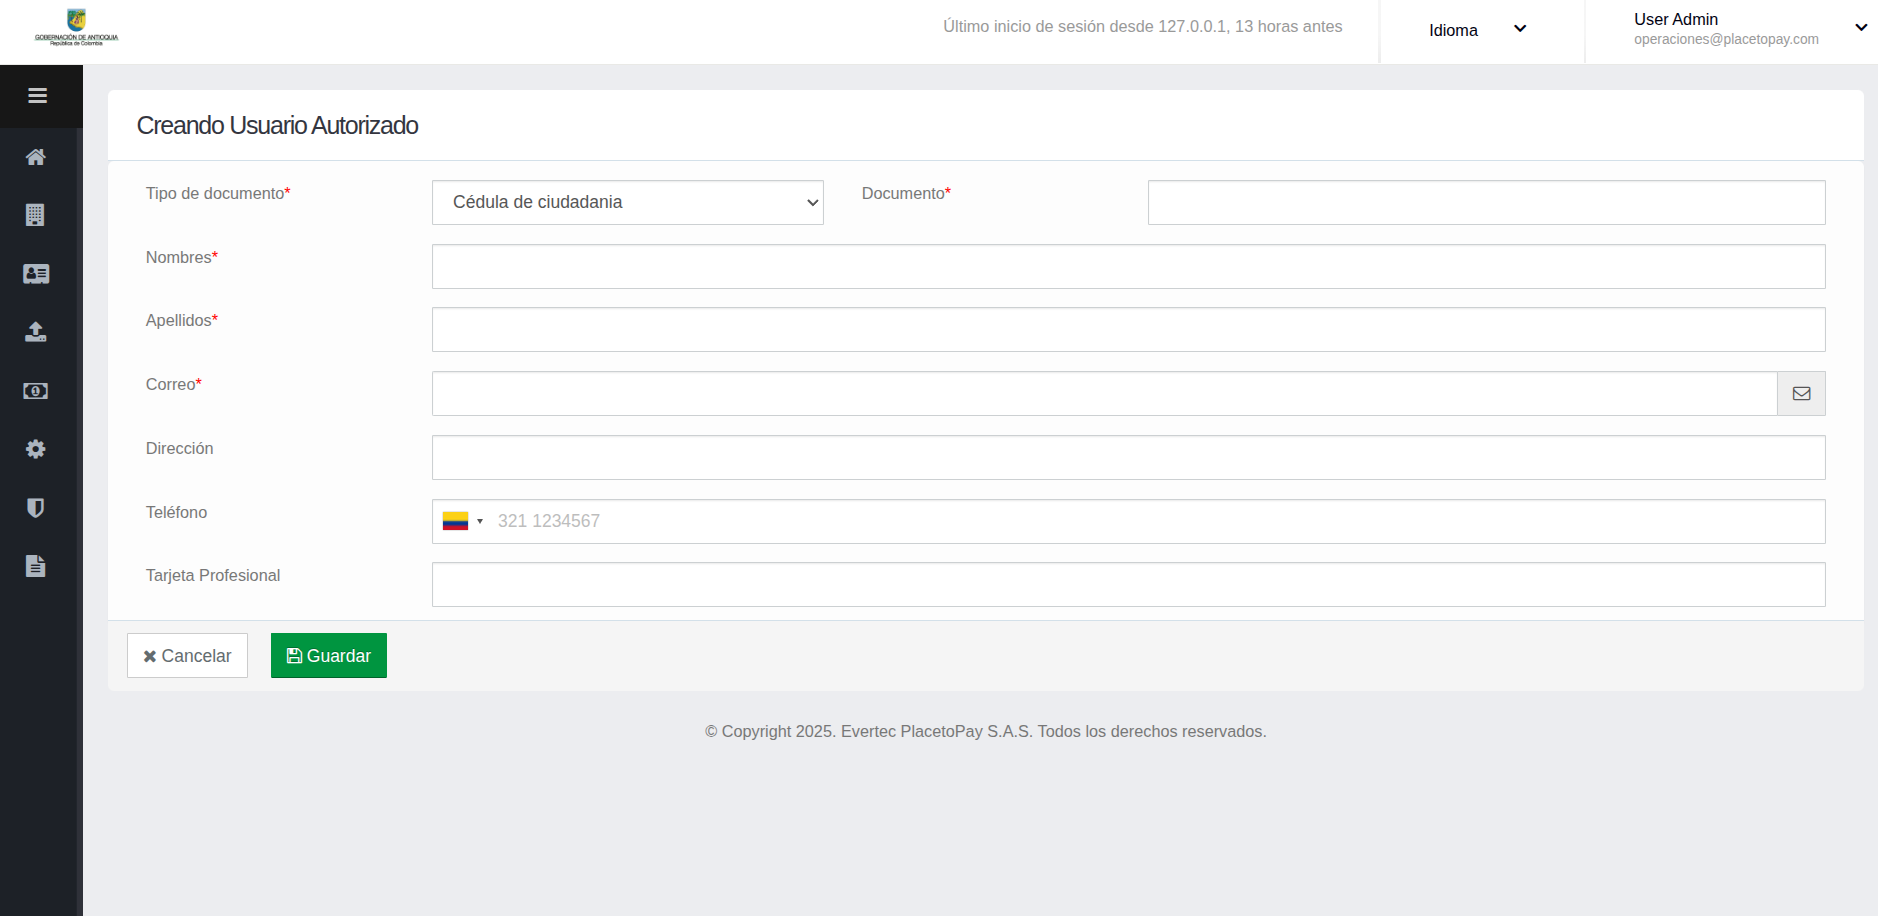 GOBERNACIÓN DE ANTIOQUIA
República de Colombia
Último inicio de sesión desde 127.0.0.1, 13 horas antes
Idioma
User Admin
operaciones@placetopay.com
Creando Usuario Autorizado
Tipo de documento*
Cédula de ciudadania
Documento*
Nombres*
Apellidos*
Correo*
Dirección
Teléfono
321 1234567
Tarjeta Profesional
Cancelar
Guardar
© Copyright 2025. Evertec PlacetoPay S.A.S. Todos los derechos reservados.